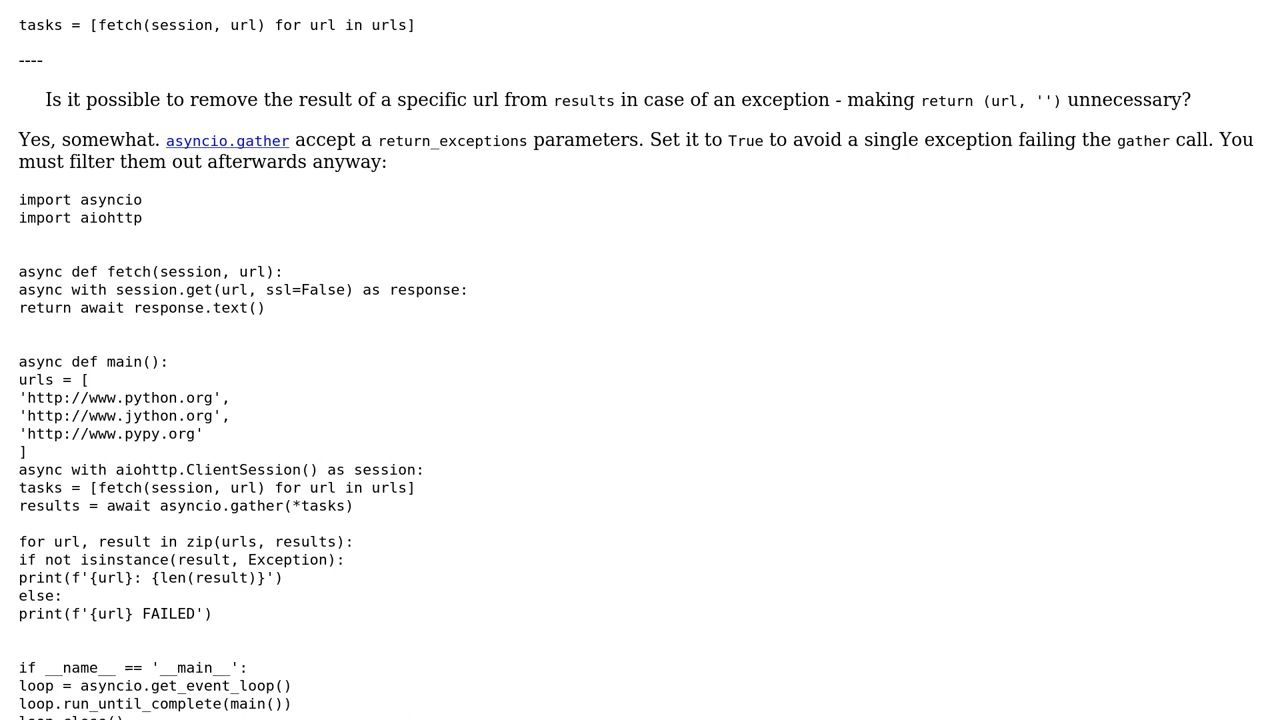 tasks = [fetch(session, url) for url in urls]
----
Is it possible to remove the result of a specific url from results in case of an exception - making return (url, '') unnecessary?
Yes, somewhat. asyncio.gather accept a return_exceptions parameters. Set it to True to avoid a single exception failing the gather call. You
must filter them out afterwards anyway:
import asyncio
import aiohttp
async def fetch(session, url):
async with session.get(url, ssl=False) as response:
return await response.text()
async def main():
urls = [
'http://www.python.org',
'http://www.jython.org',
'http://www.pypy.org'
]
async with aiohttp.ClientSession() as session:
tasks = [fetch(session, url) for url in urls]
results = await asyncio.gather(*tasks)
for url, result in zip(urls, results):
if not isinstance(result, Exception):
print(f'{url}: {len(result)}')
else:
print(f'{url} FAILED')
if __name__ == '__main__':
loop = asyncio.get_event_loop()
loop.run_until_complete(main())
loop.close()